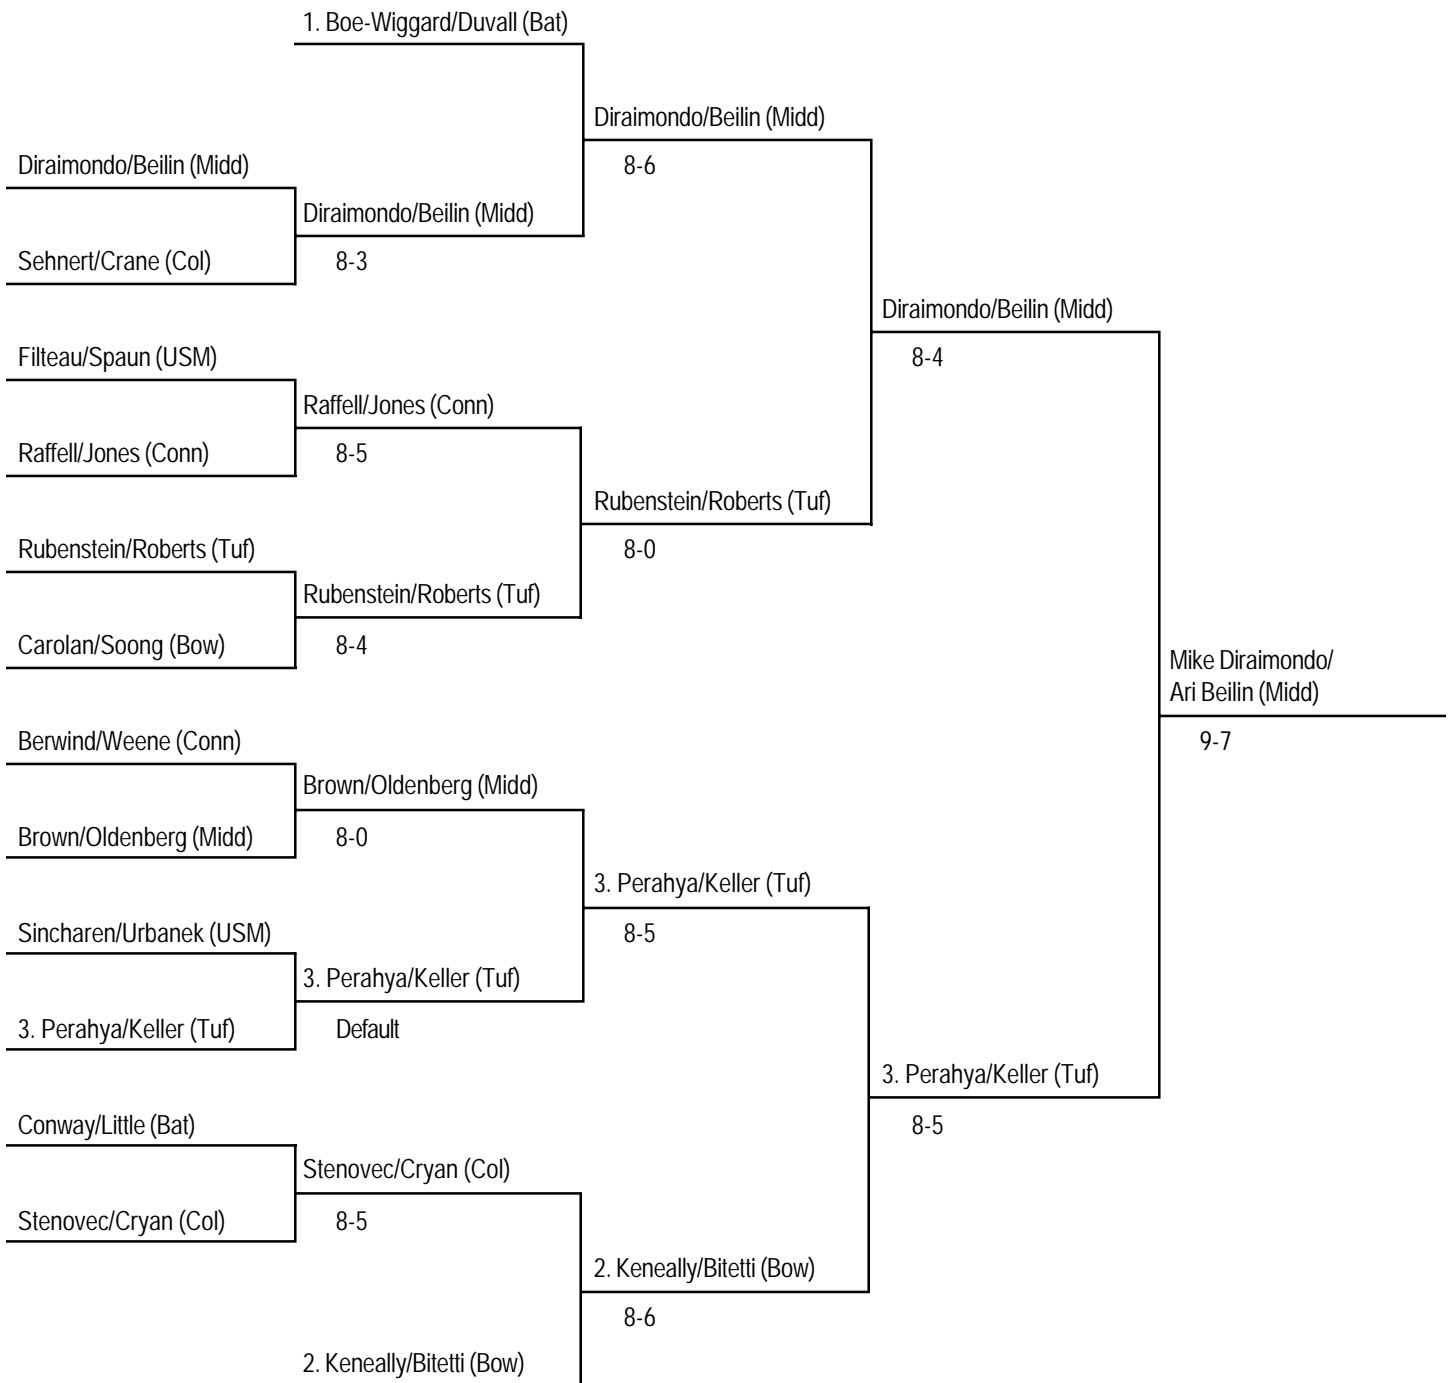 1. Boe-Wiggard/Duvall (Bat)
Diraimondo/Beilin (Midd)
Diraimondo/Beilin (Midd)
8-6
Diraimondo/Beilin (Midd)
Sehnert/Crane (Col)
8-3
Diraimondo/Beilin (Midd)
Filteau/Spaun (USM)
8-4
Raffell/Jones (Conn)
Raffell/Jones (Conn)
8-5
Rubenstein/Roberts (Tuf)
Rubenstein/Roberts (Tuf)
8-0
Rubenstein/Roberts (Tuf)
Carolan/Soong (Bow)
8-4
Mike Diraimondo/
Ari Beilin (Midd)
Berwind/Weene (Conn)
9-7
Brown/Oldenberg (Midd)
Brown/Oldenberg (Midd)
8-0
3. Perahya/Keller (Tuf)
Sincharen/Urbanek (USM)
8-5
3. Perahya/Keller (Tuf)
3. Perahya/Keller (Tuf)
Default
3. Perahya/Keller (Tuf)
Conway/Little (Bat)
8-5
Stenovec/Cryan (Col)
Stenovec/Cryan (Col)
8-5
2. Keneally/Bitetti (Bow)
8-6
2. Keneally/Bitetti (Bow)